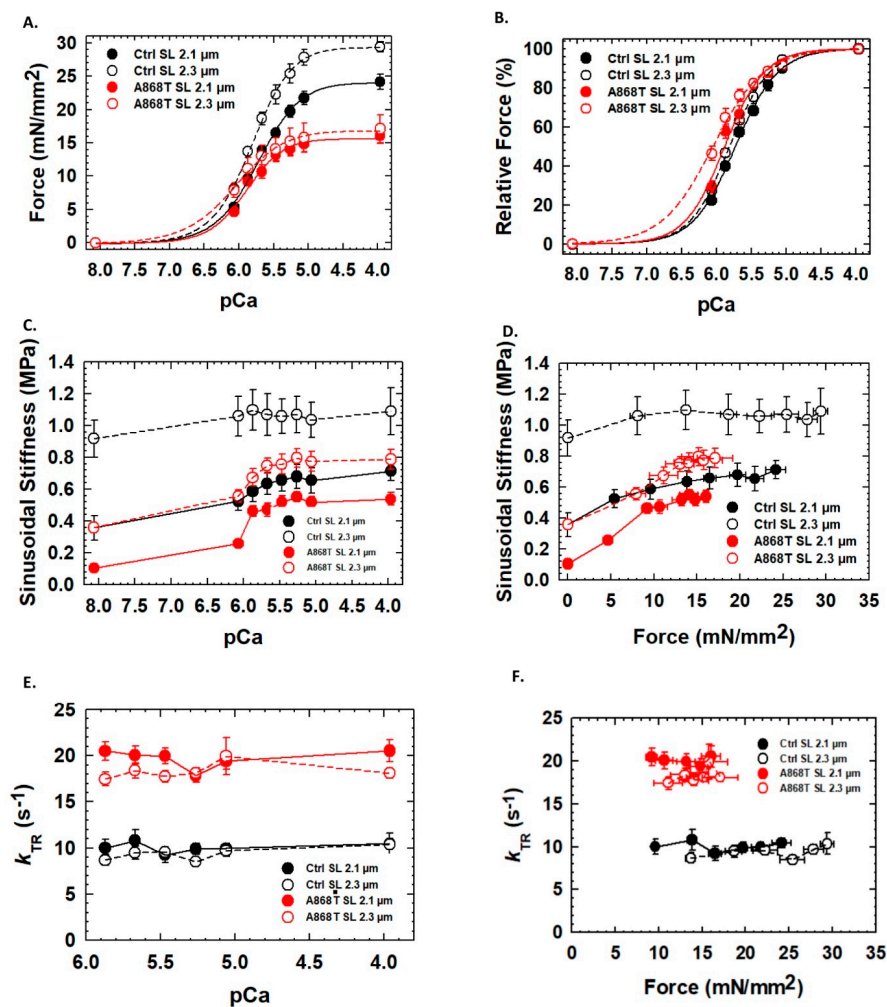 A.
Ctrl SL 2.1 µm
Ctrl SL 2.3 µm
A868T SL 2.1 µm
A868T SL 2.3 µm
Force (mN/mm2)
30
25
20
15
10
5
0
8.0 7.5 7.0 6.5 6.0 5.5 5.0 4.5 4.0
pCa
B.
Ctrl SL 2.1 µm
Ctrl SL 2.3 µm
A868T SL 2.1 µm
A868T SL 2.3 µm
Relative Force (%)
100
80
60
40
20
0
8.0 7.5 7.0 6.5 6.0 5.5 5.0 4.5 4.0
pCa
C.
Sinusoidal Stiffness (MPa)
1.4
1.2
1.0
0.8
0.6
0.4
0.2
0.0
Ctrl SL 2.1 µm
Ctrl SL 2.3 µm
A868T SL 2.1 µm
A868T SL 2.3 µm
8.0 7.5 7.0 6.5 6.0 5.5 5.0 4.5 4.0
pCa
D.
Sinusoidal Stiffness (MPa)
1.4
1.2
1.0
0.8
0.6
0.4
0.2
0.0
Ctrl SL 2.1 µm
Ctrl SL 2.3 µm
A868T SL 2.1 µm
A868T SL 2.3 µm
0 5 10 15 20 25 30 35
Force (mN/mm2)
E.
kTR (s-1)
25
20
15
10
5
0
Ctrl SL 2.1 µm
Ctrl SL 2.3 µm
A868T SL 2.1 µm
A868T SL 2.3 µm
6.0 5.5 5.0 4.5 4.0
pCa
F.
kTR (s-1)
25
20
15
10
5
0
Ctrl SL 2.1 µm
Ctrl SL 2.3 µm
A868T SL 2.1 µm
A868T SL 2.3 µm
0 5 10 15 20 25 30 35
Force (mN/mm2)